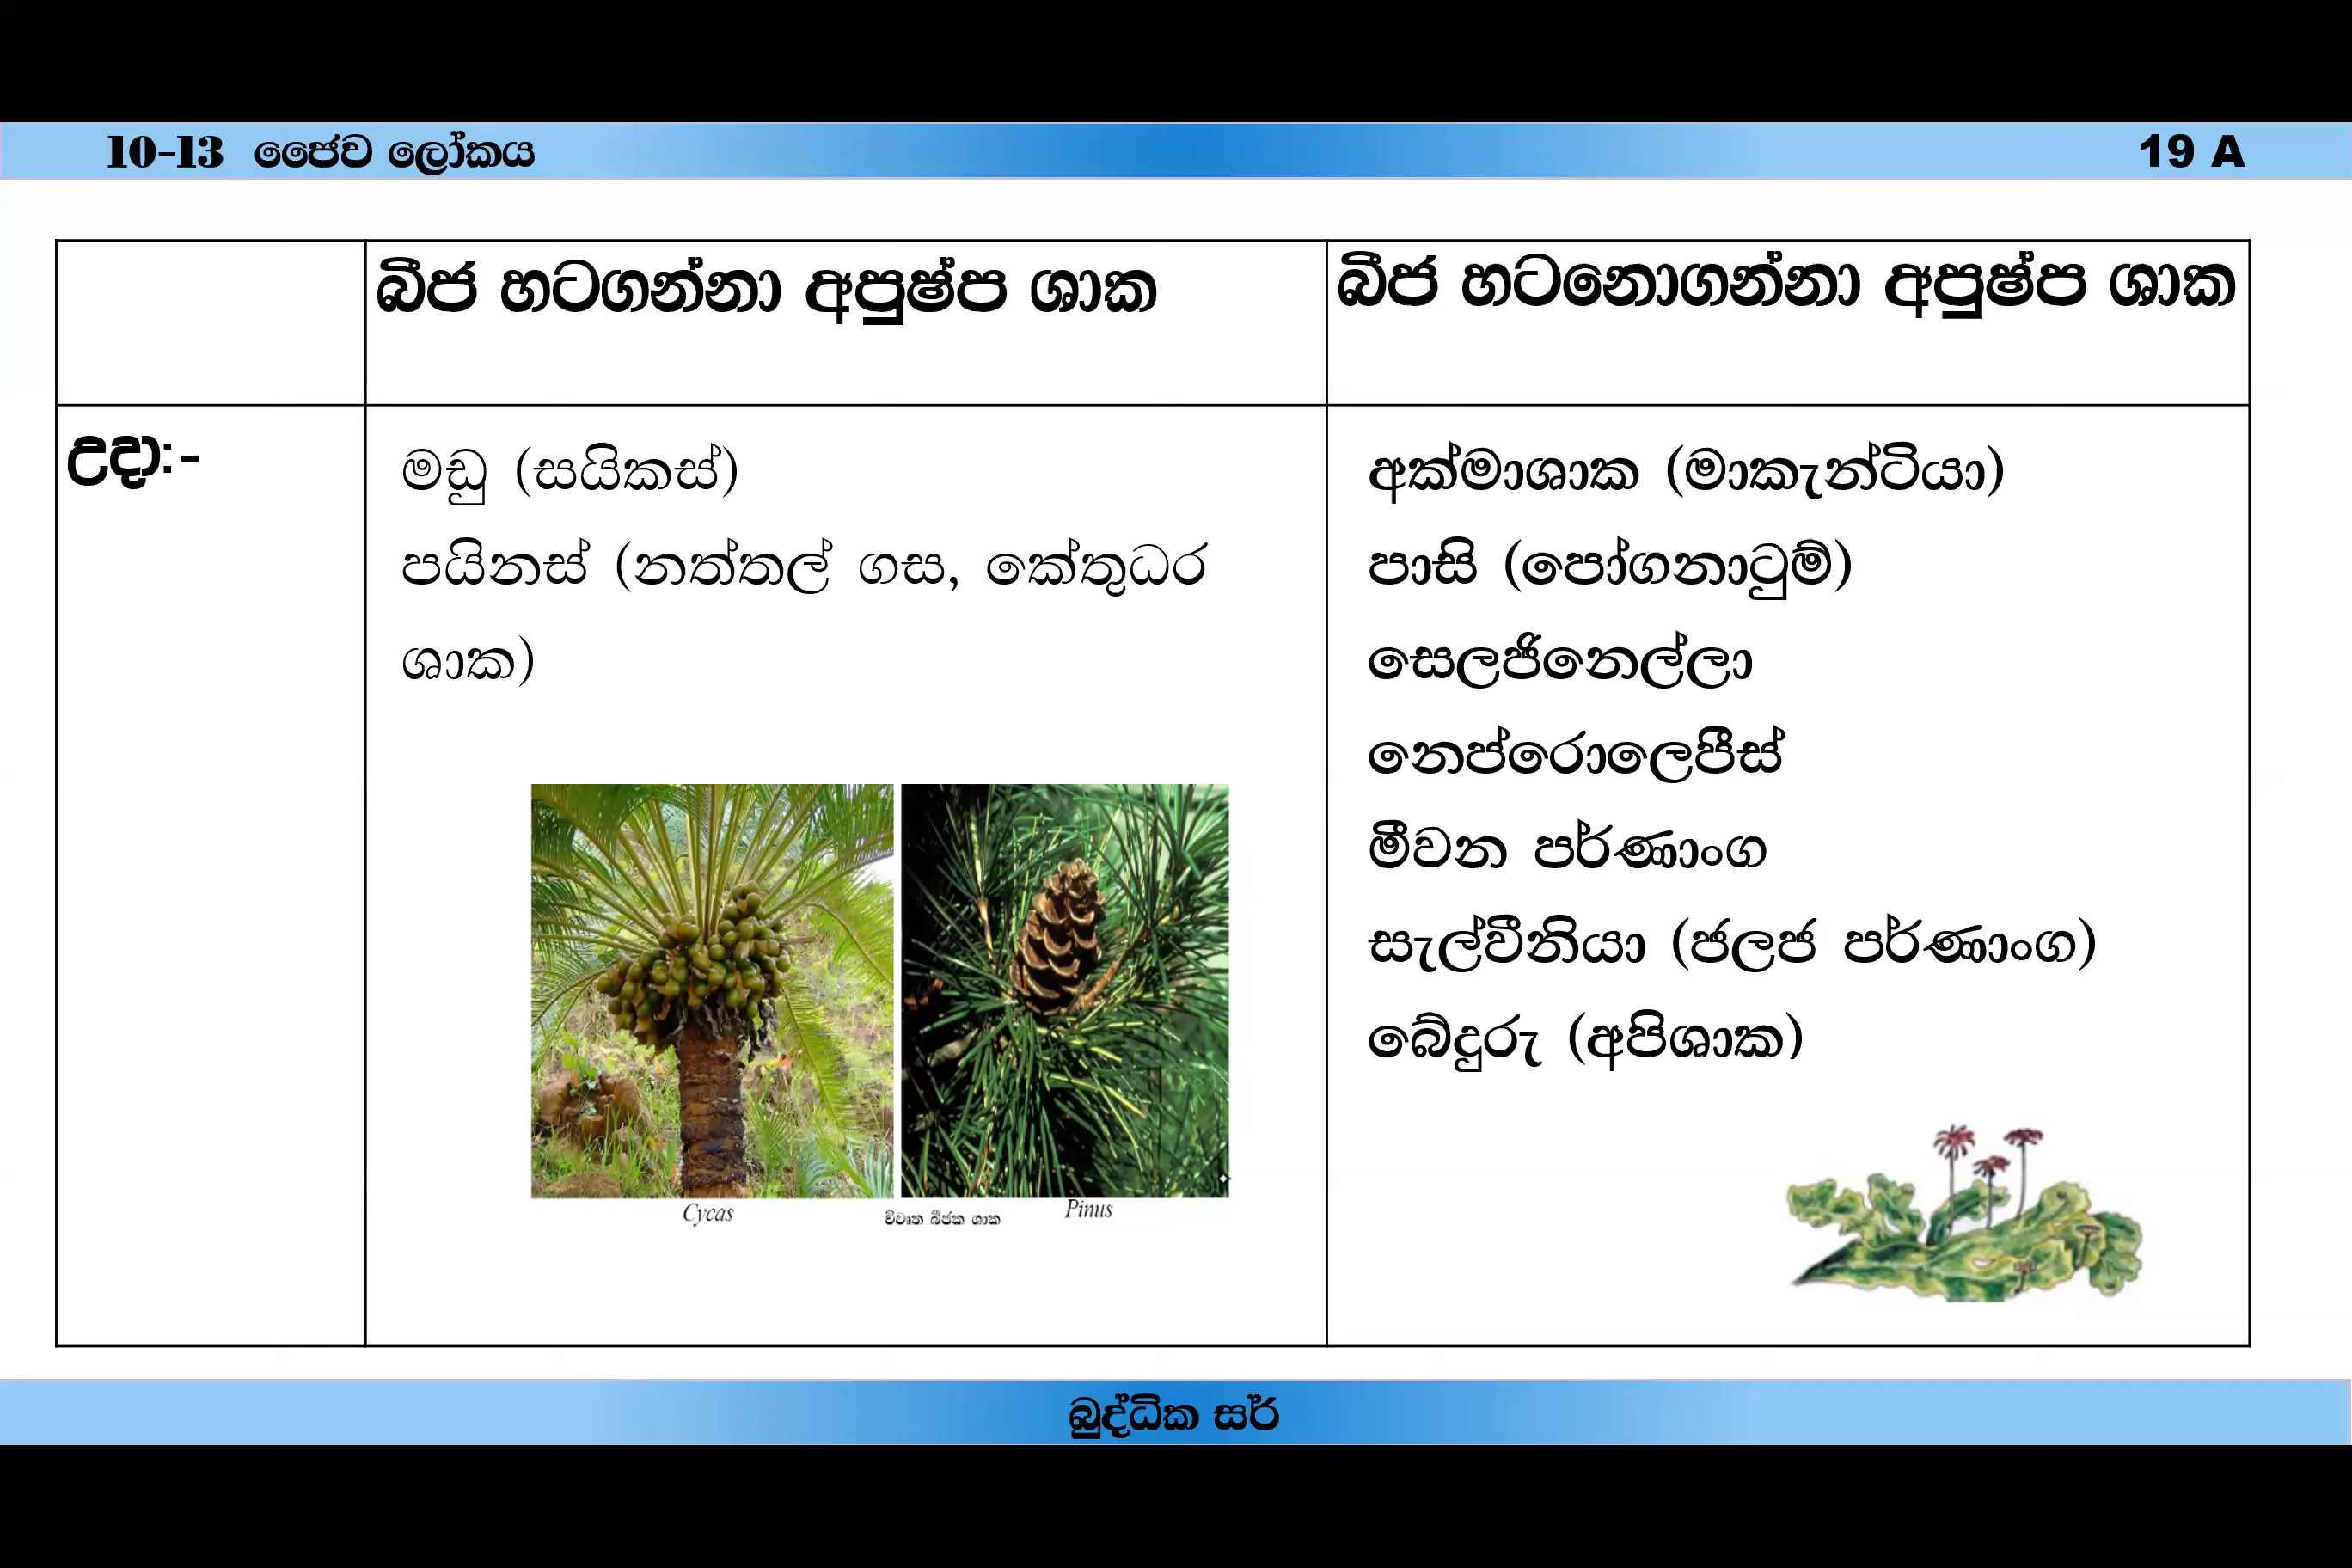 10-13 ජෛව ලෝකය
19 A
බීජ හටගන්නා අපුෂ්ප ශාක
බීජ හටනොගන්නා අපුෂ්ප ශාක
උදා:-
මඩු (සයිකස්)
පයිනස් (නත්තල් ගස, කේතුධර
ශාක)
අක්මාශාක (මාකැන්ටියා)
පාසි (පෝගනාටුම්)
සෙලජිනෙල්ලා
නෙප්රොලෙපීස්
මීවන පර්ණාංග
සැල්වීනියා (ජලජ පර්ණාංග)
බේදුරු (අපිශාක)
Cycas
විවෘත බීජක ශාක
Pinus
බුද්ධික සර්